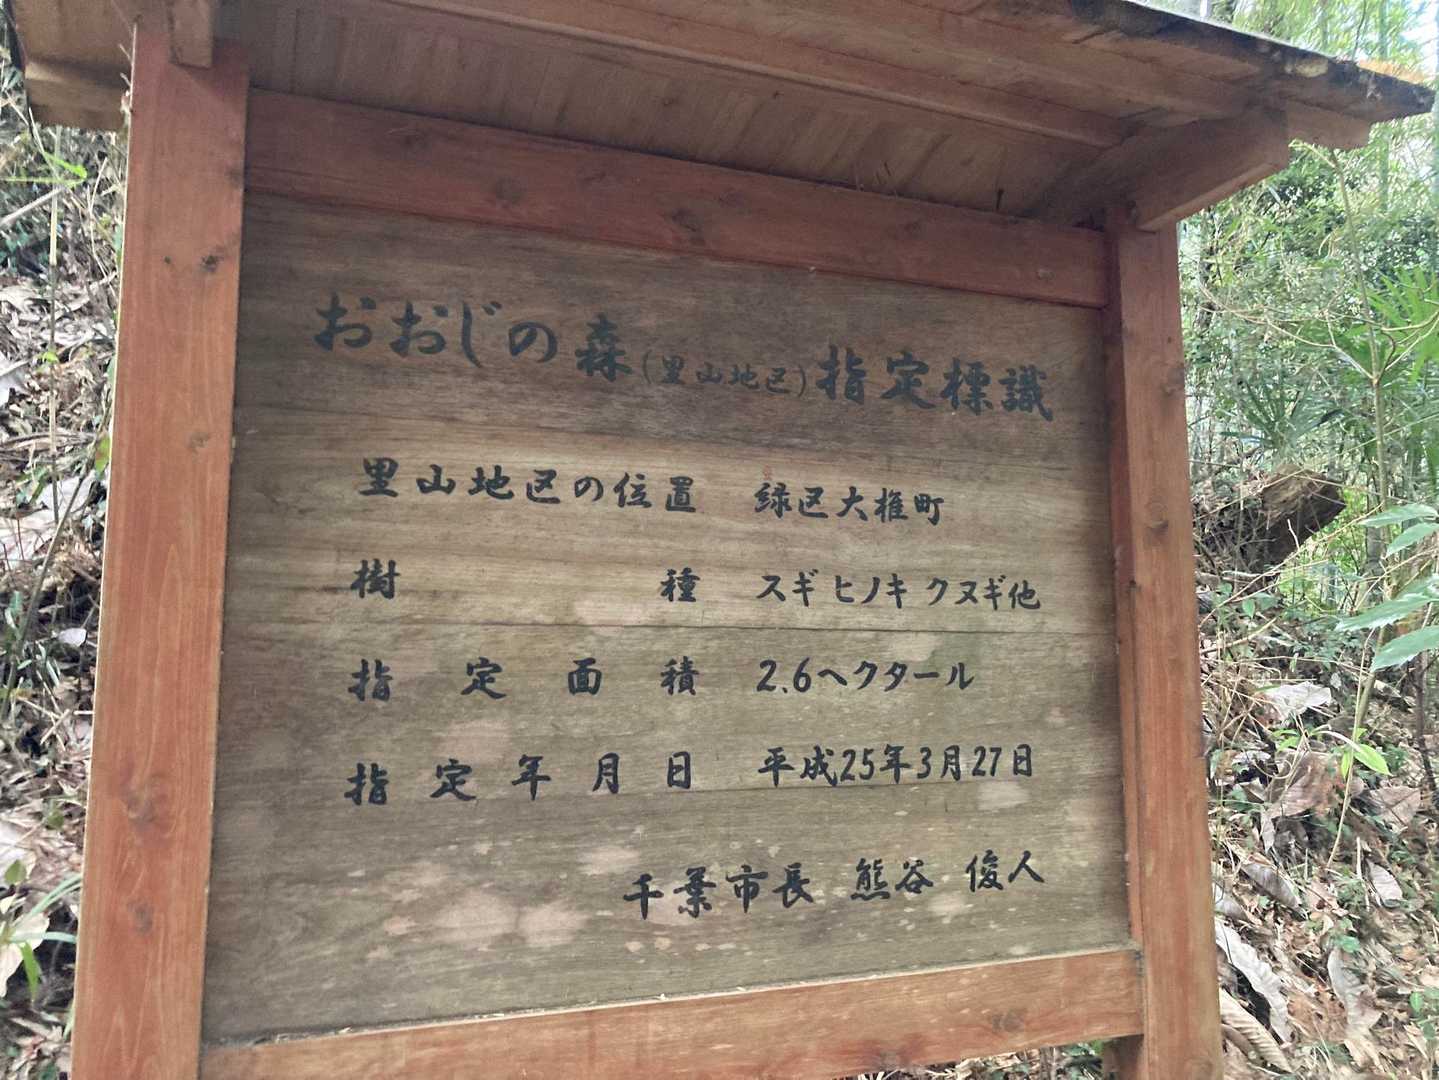 おおじの森(里山地区)指定標識
里山地区の位置 緑区大椎町
樹種 スギ ヒノキ クヌギ他
指定面積 2.6ヘクタール
指定年月日 平成25年3月27日
千葉市長 熊谷 俊人